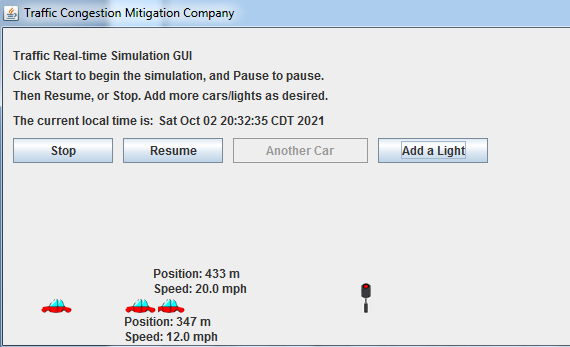 Traffic Congestion Mitigation Company
Traffic Real-time Simulation GUI
Click Start to begin the simulation, and Pause to pause.
Then Resume, or Stop. Add more cars/lights as desired.
The current local time is: Sat Oct 02 20:32:35 CDT 2021
Stop
Resume
Another Car
Add a Light
Position: 433 m
Speed: 20.0 mph
Position: 347 m
Speed: 12.0 mph